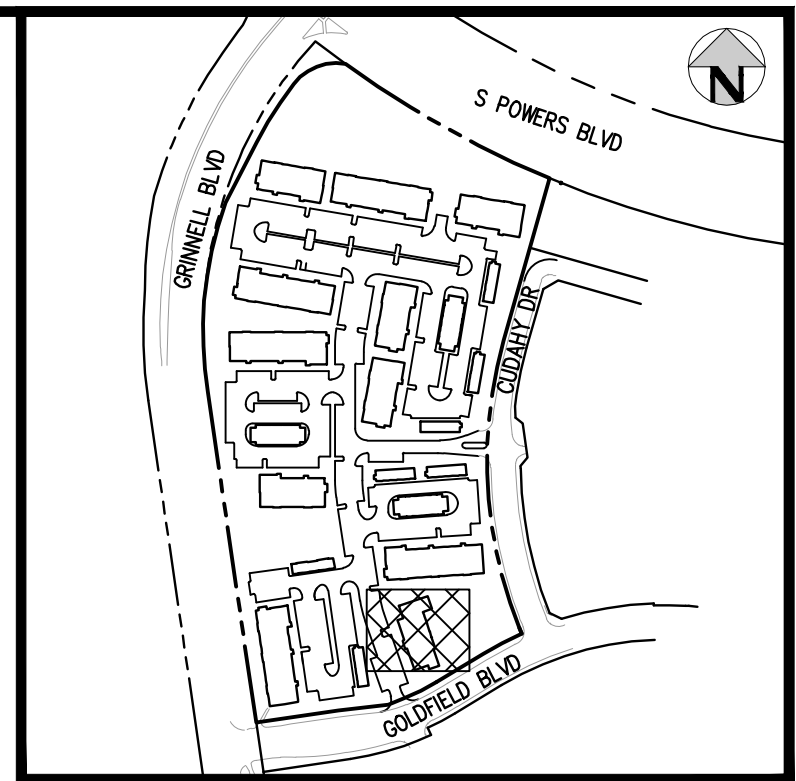 N
S POWERS BLVD
GRINNELL BLVD
CUDAHY DR
GOLDFIELD BLVD